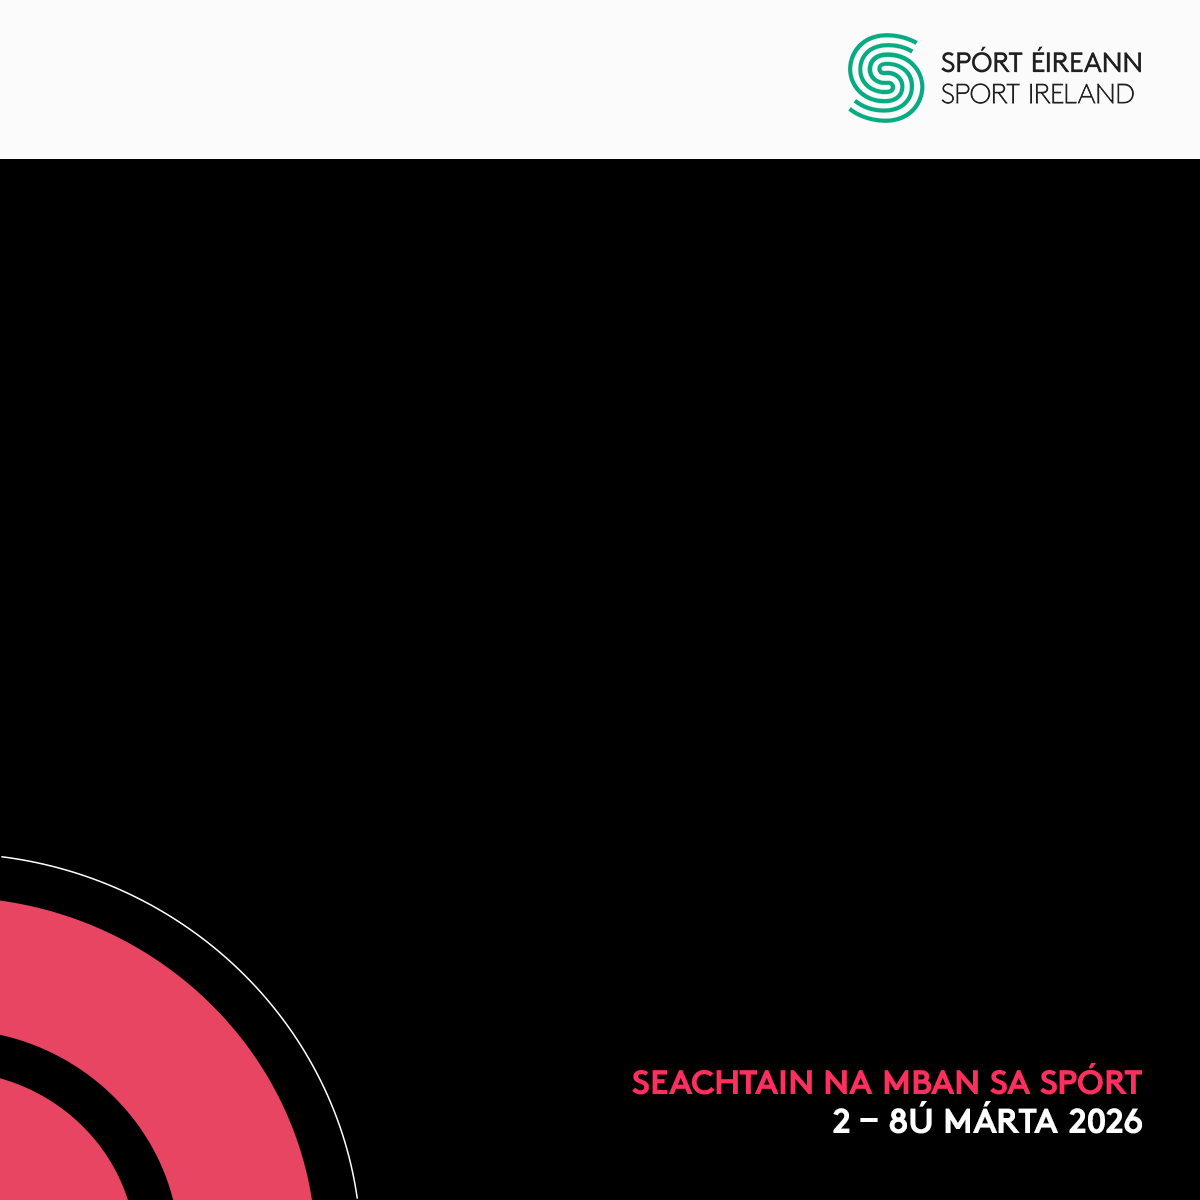 SPÓRT ÉIREANN
SPORT IRELAND
SEACHTAIN NA MBAN SA SPÓRT
2 – 8Ú MÁRTA 2026